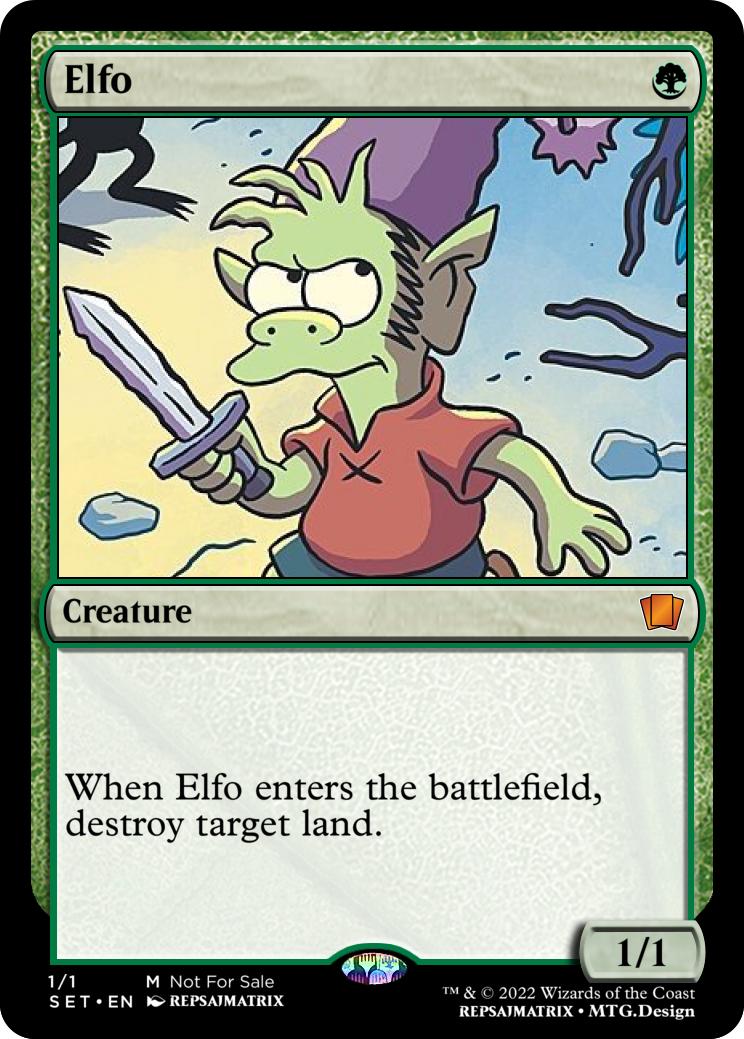 Elfo
Creature
When Elfo enters the battlefield,
destroy target land.
1/1
1/1 M Not For Sale
SET • EN REPSAJMATRIX
™ & © 2022 Wizards of the Coast
REPSAJMATRIX • MTG.Design